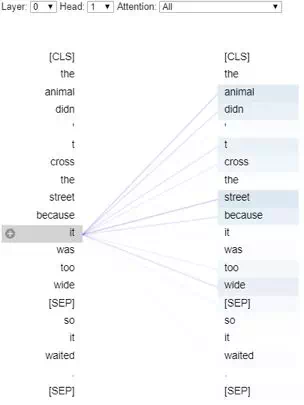 Layer: 0 Head: 1 Attention: All
[CLS] [CLS]
the the
animal animal
didn didn
' '
t t
cross cross
the the
street street
because because
it it
was was
too too
wide wide
[SEP] [SEP]
so so
it it
waited waited
. .
[SEP] [SEP]